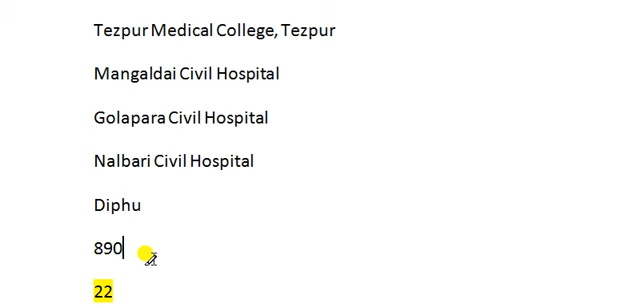 Tezpur Medical College, Tezpur
Mangaldai Civil Hospital
Golapara Civil Hospital
Nalbari Civil Hospital
Diphu
890
22